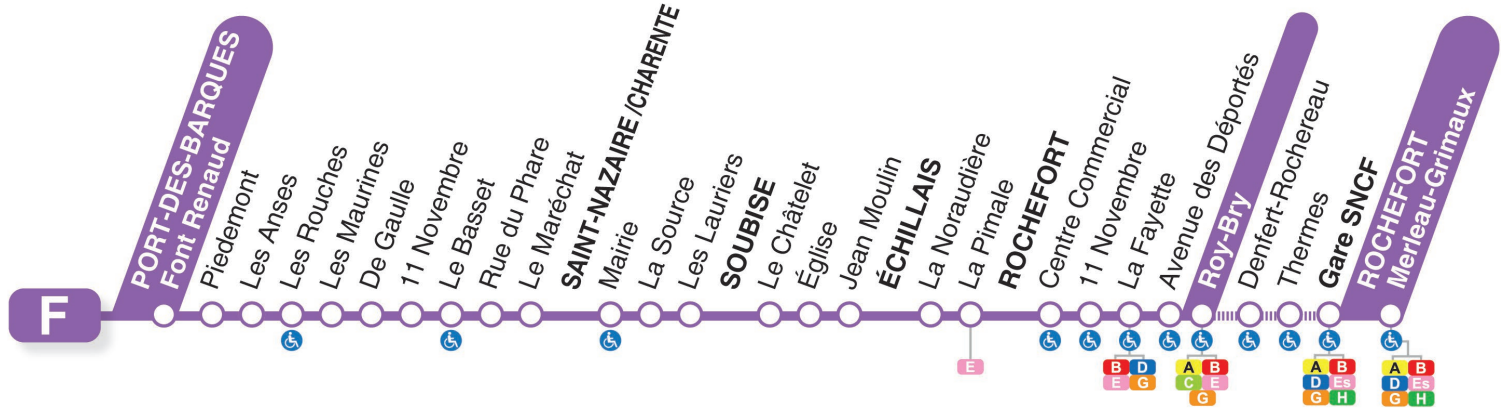 F
PORT-DES-BARQUES
Font Renaud
Piedemont
Les Anses
Les Rouches
Les Maurines
De Gaulle
11 Novembre
Le Basset
Rue du Phare
Le Maréchat
SAINT-NAZAIRE /CHARENTE
Mairie
La Source
Les Lauriers
SOUBISE
Le Châtelet
Église
Jean Moulin
ÉCHILLAIS
La Noraudière
La Pimale
E
ROCHEFORT
Centre Commercial
11 Novembre
La Fayette
B D
E G
Avenue des Déportés
Roy-Bry
A B
C E
G
Denfert-Rochereau
Thermes
Gare SNCF
A B
D Es
G H
ROCHEFORT
Merleau-Grimaux
A B
D Es
G H